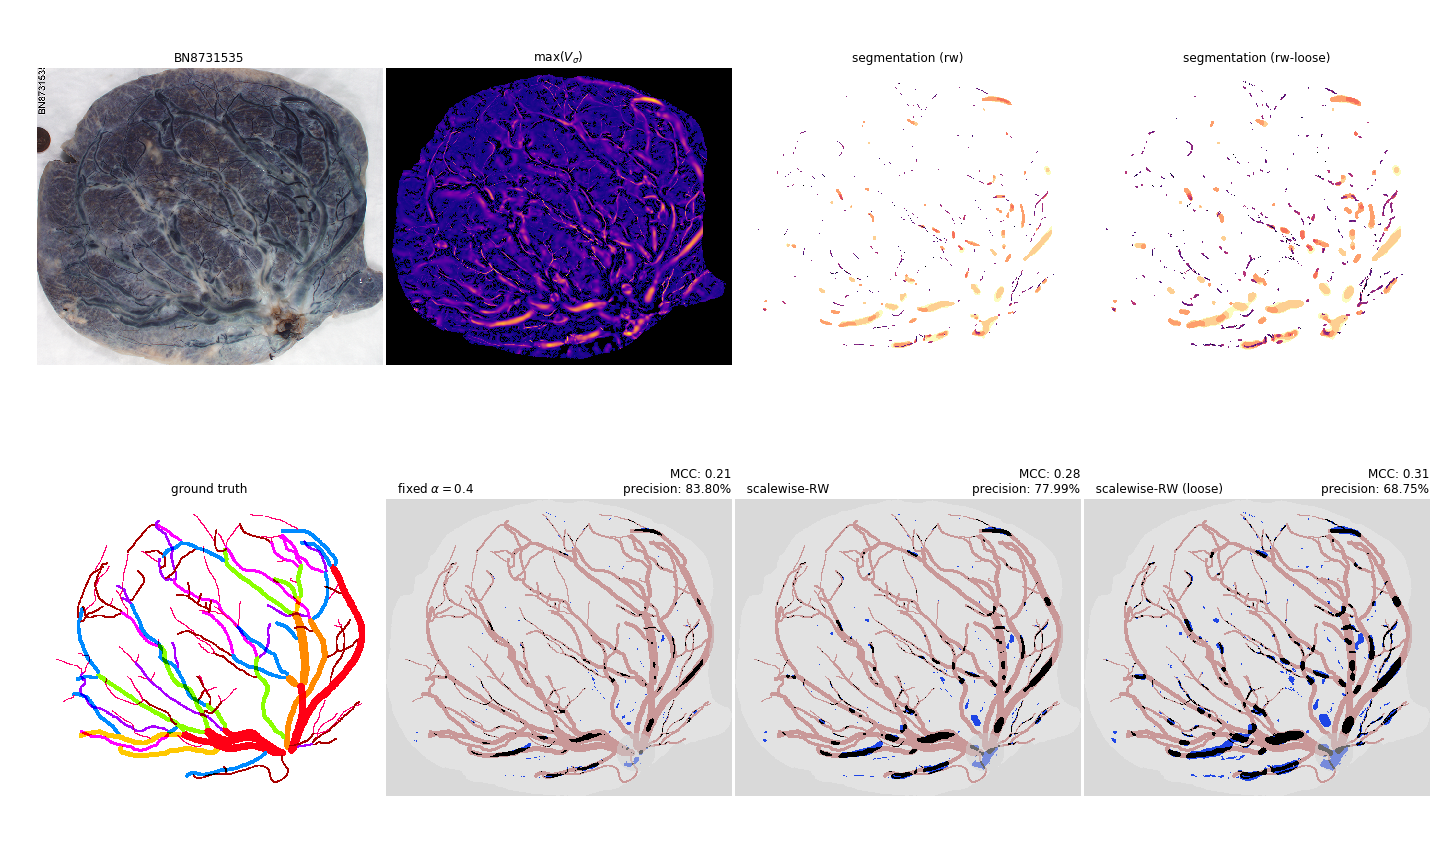 BN8731535
max(Vσ)
segmentation (rw)
segmentation (rw-loose)
BN8731535
ground truth
fixed α = 0.4
MCC: 0.21
precision: 83.80%
scalewise-RW
MCC: 0.28
precision: 77.99%
scalewise-RW (loose)
MCC: 0.31
precision: 68.75%